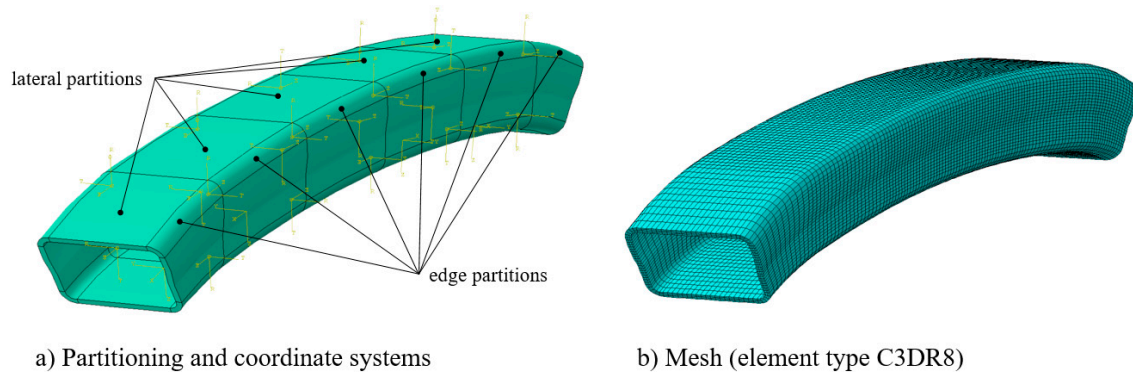 lateral partitions
edge partitions
a) Partitioning and coordinate systems
b) Mesh (element type C3DR8)